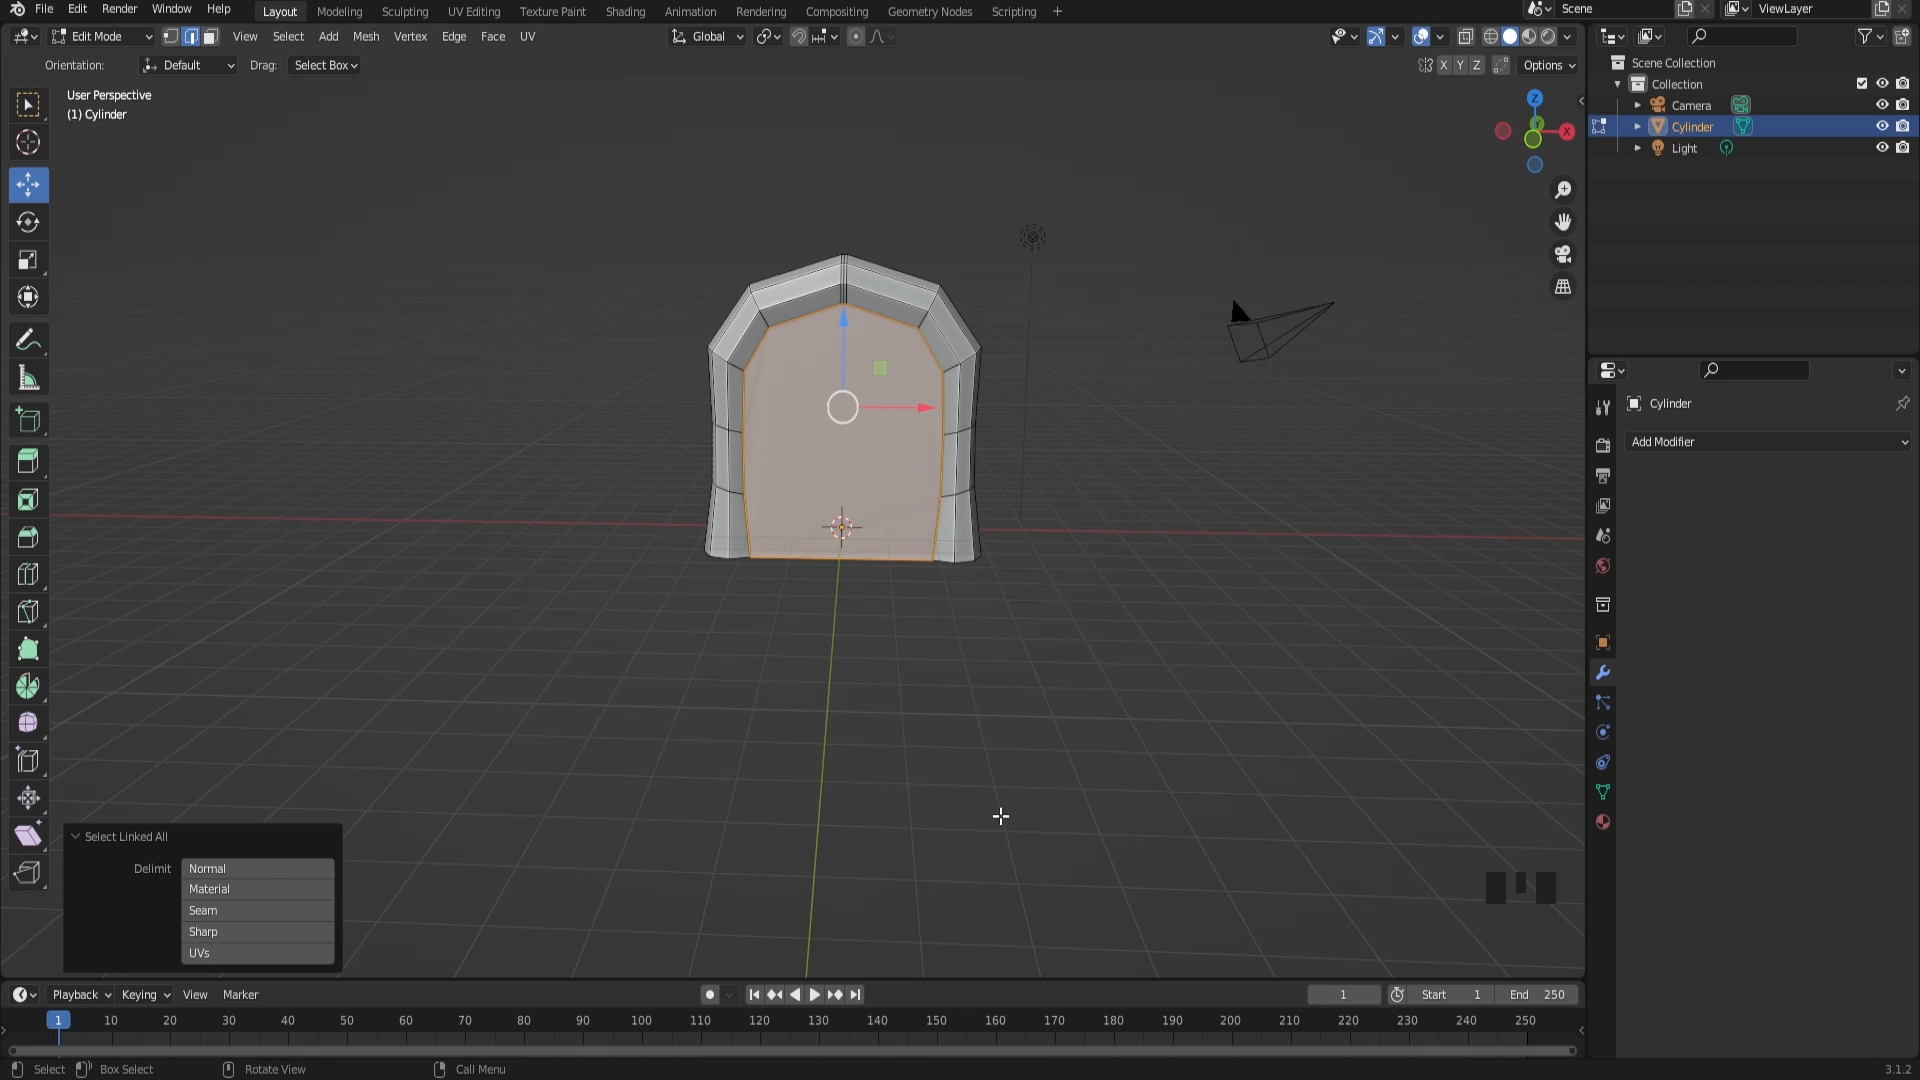 File Edit Render Window Help Layout Modeling Sculpting UV Editing Texture Paint Shading Animation Rendering Compositing Geometry Nodes Scripting + Scene ViewLayer
Edit Mode View Select Add Mesh Vertex Edge Face UV Global
Orientation: Default Drag: Select Box X Y Z Options
User Perspective
(1) Cylinder
Z
X
Scene Collection
Collection
Camera
Cylinder
Light
Cylinder
Add Modifier
Select Linked All
Delimit Normal
Material
Seam
Sharp
UVs
Playback Keying View Marker 1 Start 1 End 250
1 10 20 30 40 50 60 70 80 90 100 110 120 130 140 150 160 170 180 190 200 210 220 230 240 250
Select Box Select Rotate View Call Menu 3.1.2